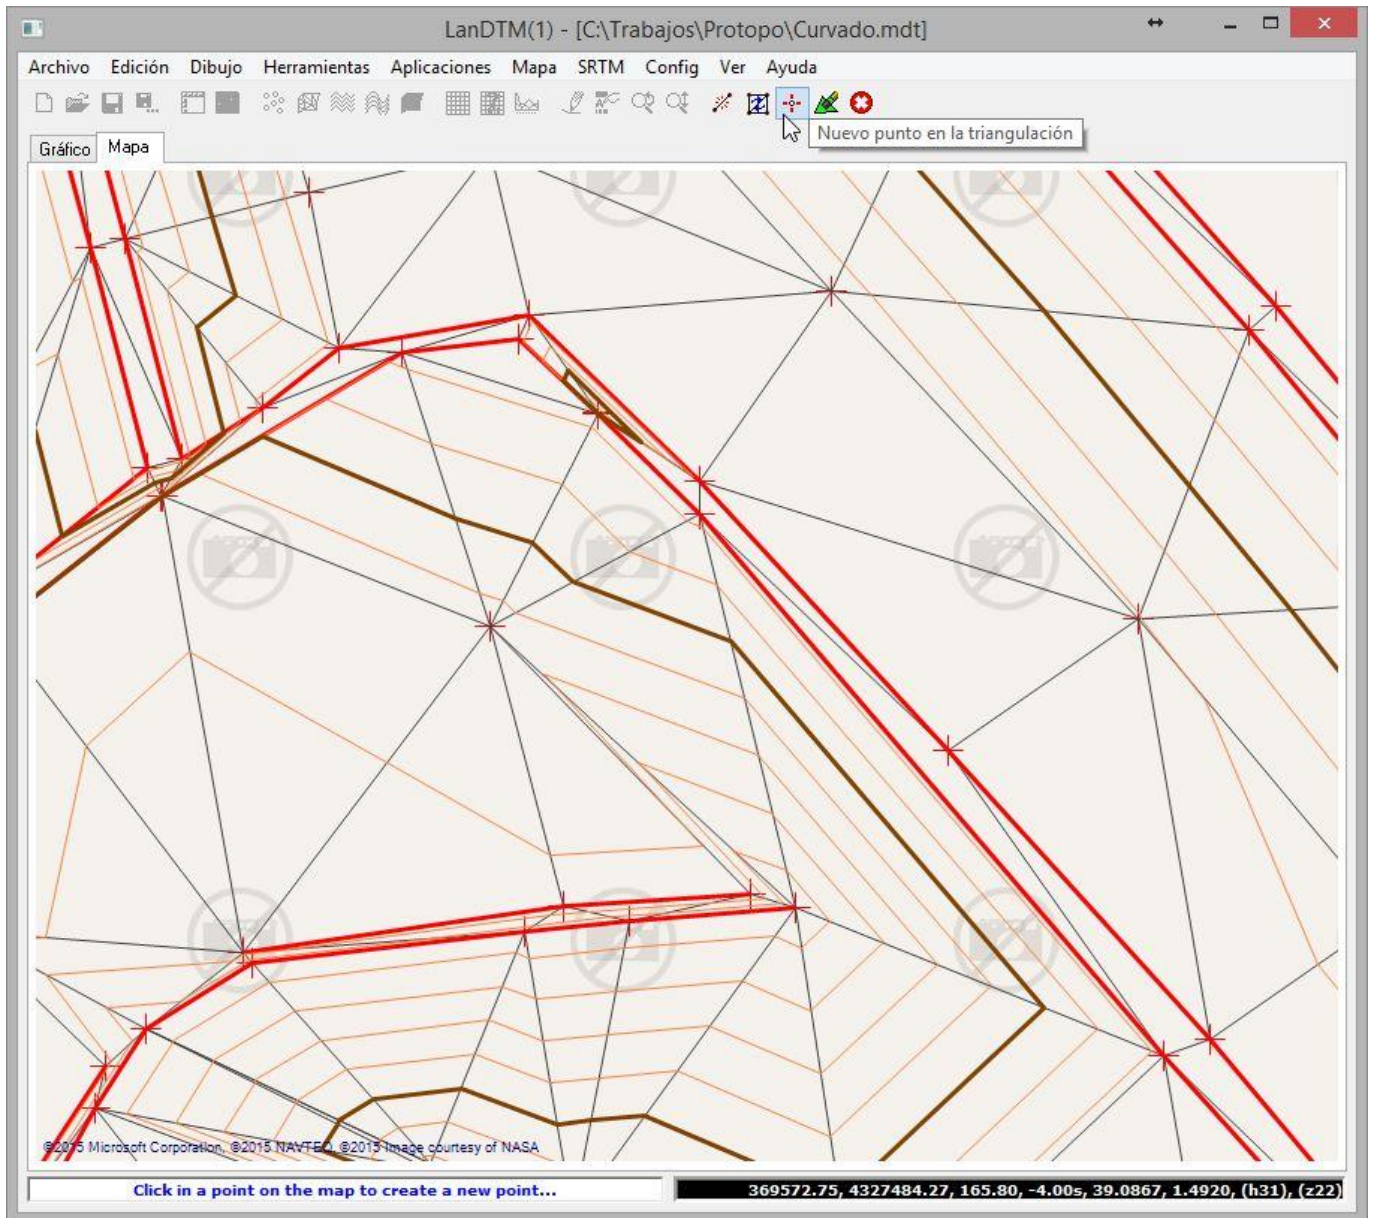 LanDTM(1) - [C:\Trabajos\Protopo\Curvado.mdt]
Archivo Edición Dibujo Herramientas Aplicaciones Mapa SRTM Config Ver Ayuda
Nuevo punto en la triangulación
Gráfico Mapa
©2015 Microsoft Corporation, ©2015 NAVTEQ, ©2015 Image courtesy of NASA
Click in a point on the map to create a new point...
369572.75, 4327484.27, 165.80, -4.00s, 39.0867, 1.4920, (h31), (z22)